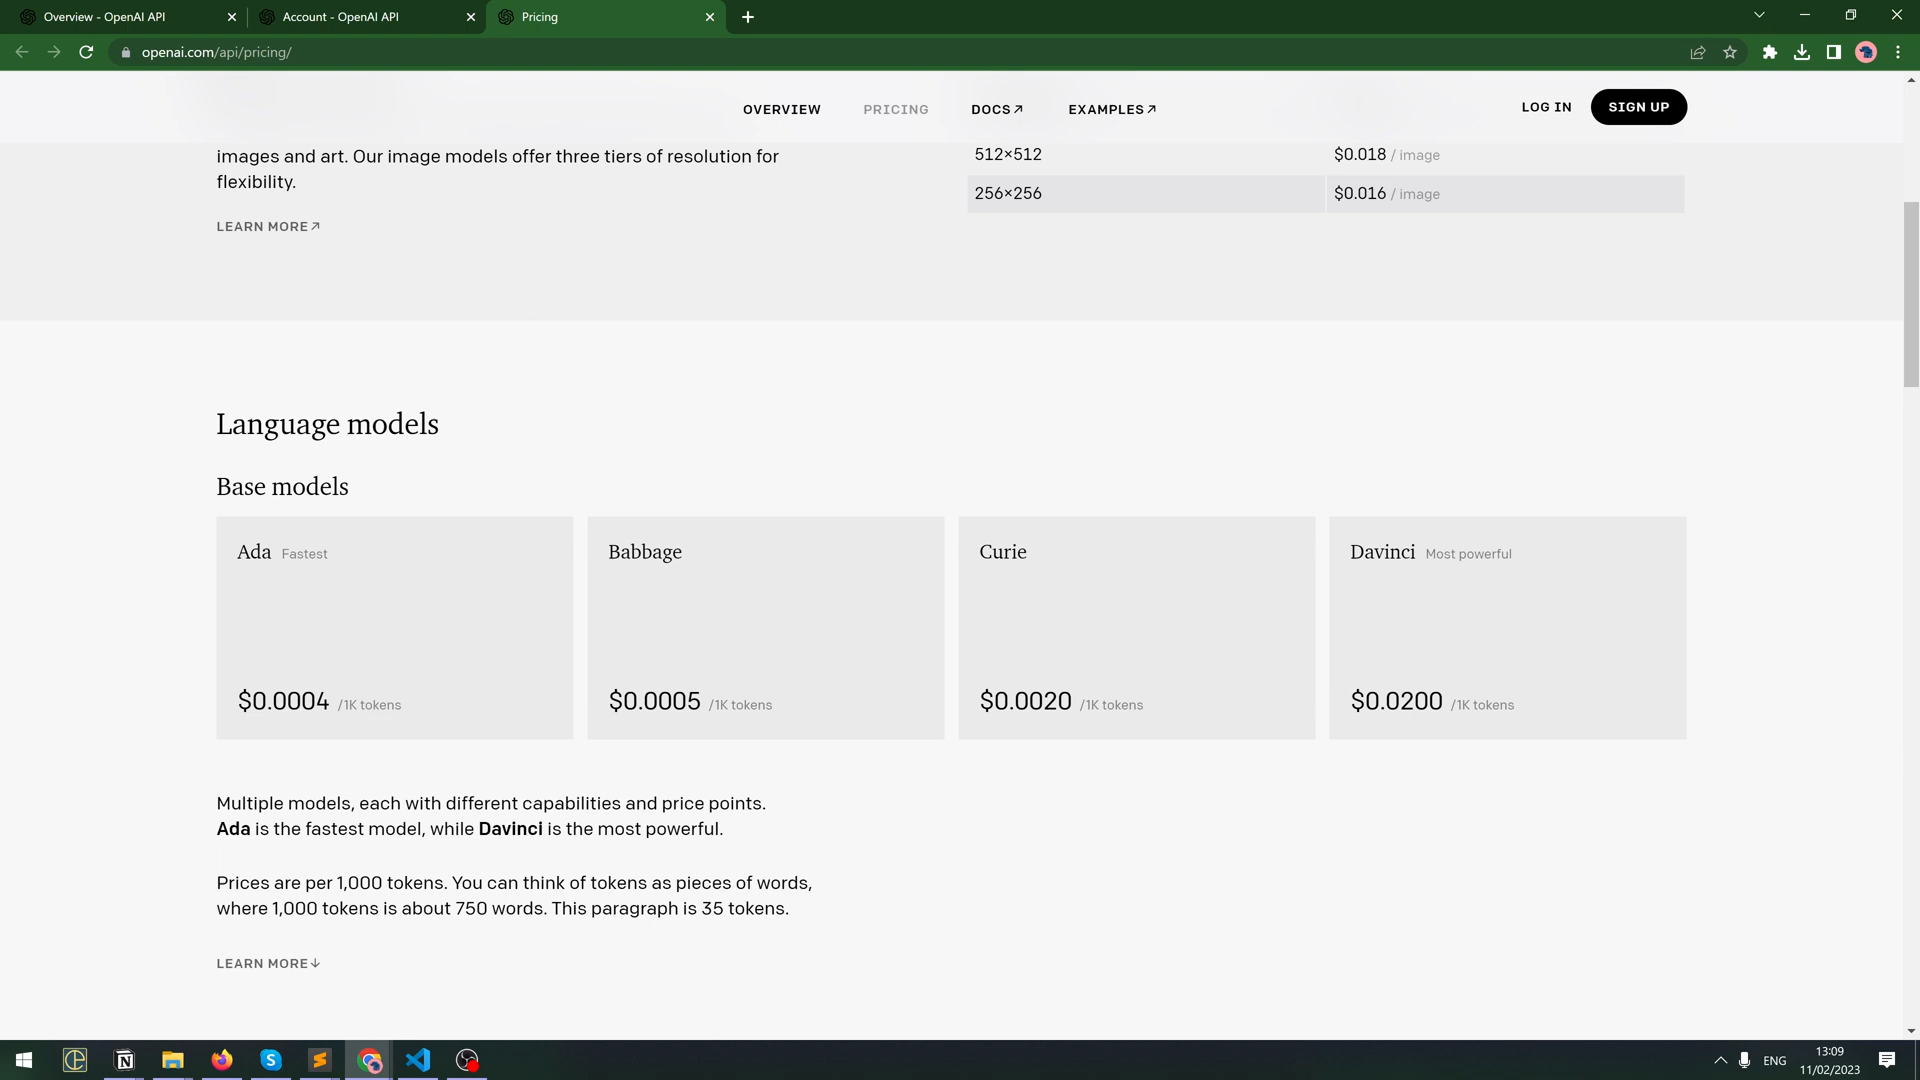 Overview - OpenAI API
Account - OpenAI API
Pricing
openai.com/api/pricing/
OVERVIEW
PRICING
DOCS↗
EXAMPLES↗
LOG IN
SIGN UP
images and art. Our image models offer three tiers of resolution for
flexibility.
LEARN MORE↗
512×512 $0.018 / image
256×256 $0.016 / image
Language models
Base models
Ada Fastest
$0.0004 /1K tokens
Babbage
$0.0005 /1K tokens
Curie
$0.0020 /1K tokens
Davinci Most powerful
$0.0200 /1K tokens
Multiple models, each with different capabilities and price points.
Ada is the fastest model, while Davinci is the most powerful.
Prices are per 1,000 tokens. You can think of tokens as pieces of words,
where 1,000 tokens is about 750 words. This paragraph is 35 tokens.
LEARN MORE↓
ENG
13:09
11/02/2023